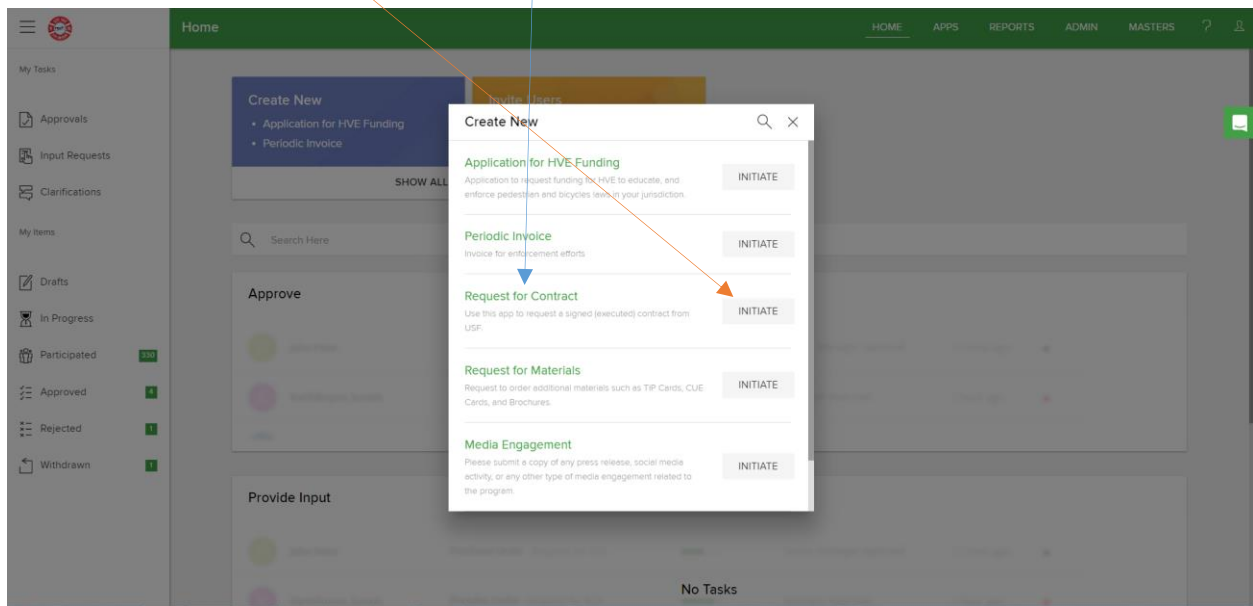 Home
HOME APPS REPORTS ADMIN MASTERS ?
My Tasks
Approvals
Input Requests
Clarifications
My Items
Drafts
In Progress
Participated 330
Approved 4
Rejected 1
Withdrawn 1
Create New
• Application for HVE Funding
• Periodic Invoice
SHOW ALL
Invite Users
Search Here
Approve
Provide Input
No Tasks
Create New
Application for HVE Funding
Application to request funding for HVE to educate, and
enforce pedestrian and bicycles laws in your jurisdiction.
INITIATE
Periodic Invoice
Invoice for enforcement efforts
INITIATE
Request for Contract
Use this app to request a signed (executed) contract from
USF.
INITIATE
Request for Materials
Request to order additional materials such as TIP Cards, CUE
Cards, and Brochures.
INITIATE
Media Engagement
Please submit a copy of any press release, social media
activity, or any other type of media engagement related to
the program.
INITIATE